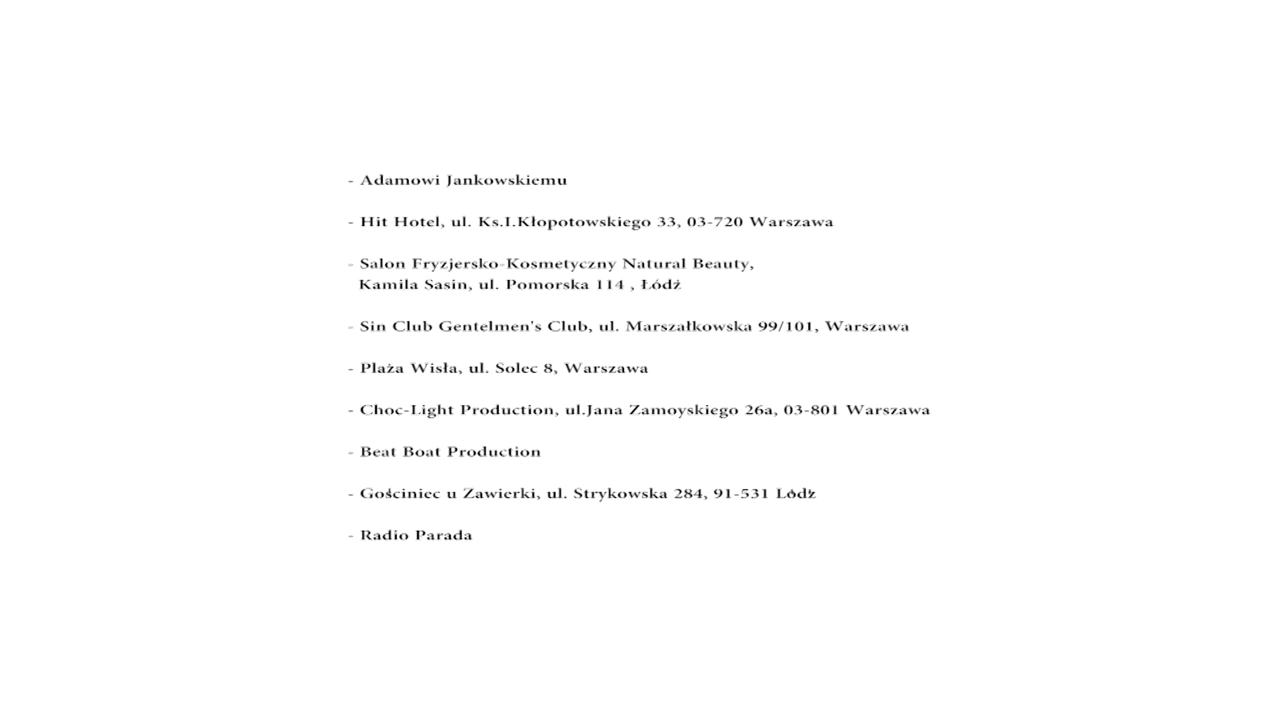 - Adamowi Jankowskiemu
- Hit Hotel, ul. Ks.I.Kłopotowskiego 33, 03-720 Warszawa
- Salon Fryzjersko-Kosmetyczny Natural Beauty,
Kamila Sasin, ul. Pomorska 114 , Łódź
- Sin Club Gentelmen's Club, ul. Marszałkowska 99/101, Warszawa
- Plaża Wisła, ul. Solec 8, Warszawa
- Choc-Light Production, ul.Jana Zamoyskiego 26a, 03-801 Warszawa
- Beat Boat Production
- Gościniec u Zawierki, ul. Strykowska 284, 91-531 Łódź
- Radio Parada